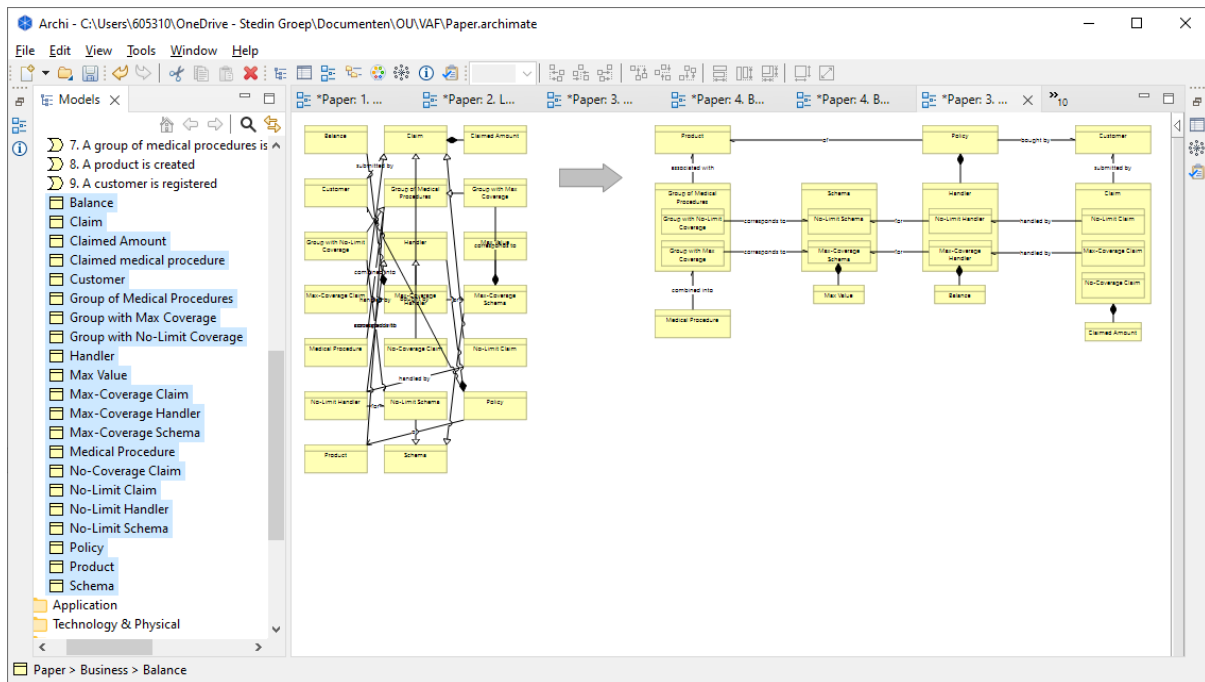 Archi - C:\Users\605310\OneDrive - Stedin Groep\Documenten\OU\VAF\Paper.archimate
File Edit View Tools Window Help
Models
*Paper: 1. ...
*Paper: 2. L...
*Paper: 3. ...
*Paper: 4. B...
*Paper: 4. B...
*Paper: 3. ...
»10
7. A group of medical procedures is
8. A product is created
9. A customer is registered
Balance
Claim
Claimed Amount
Claimed medical procedure
Customer
Group of Medical Procedures
Group with Max Coverage
Group with No-Limit Coverage
Handler
Max Value
Max-Coverage Claim
Max-Coverage Handler
Max-Coverage Schema
Medical Procedure
No-Coverage Claim
No-Limit Claim
No-Limit Handler
No-Limit Schema
Policy
Product
Schema
Application
Technology & Physical
Balance
Claim
Claimed Amount
submitted by
Customer
Group of Medical
Procedures
Group with Max
Coverage
Group with No-Limit
Coverage
Handler
Max Value
corresponds to
combined into
Max-Coverage Claim
handled by
Max-Coverage
Handler
Max-Coverage
Schema
Medical Procedure
No-Coverage Claim
No-Limit Claim
handled by
No-Limit Handler
for
No-Limit Schema
Policy
Product
Schema
Product
of
Policy
bought by
Customer
associated with
submitted by
Group of Medical
Procedures
Schema
Handler
Claim
Group with No-Limit
Coverage
corresponds to
No-Limit Schema
for
No-Limit Handler
handled by
No-Limit Claim
Group with Max
Coverage
corresponds to
Max-Coverage
Schema
for
Max-Coverage
Handler
handled by
Max-Coverage Claim
No-Coverage Claim
combined into
Max Value
Balance
Medical Procedure
Claimed Amount
Paper > Business > Balance